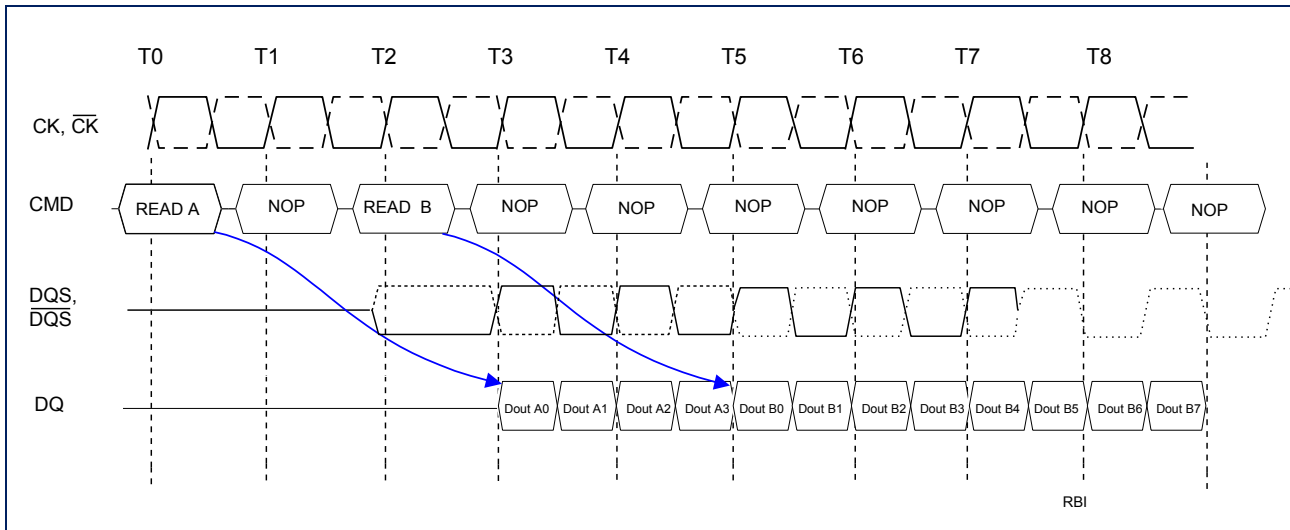 T0 T1 T2 T3 T4 T5 T6 T7 T8
CK, CK
CMD READ A NOP READ B NOP NOP NOP NOP NOP NOP NOP
DQS,
DQS
DQ Dout A0 Dout A1 Dout A2 Dout A3 Dout B0 Dout B1 Dout B2 Dout B3 Dout B4 Dout B5 Dout B6 Dout B7
RBI